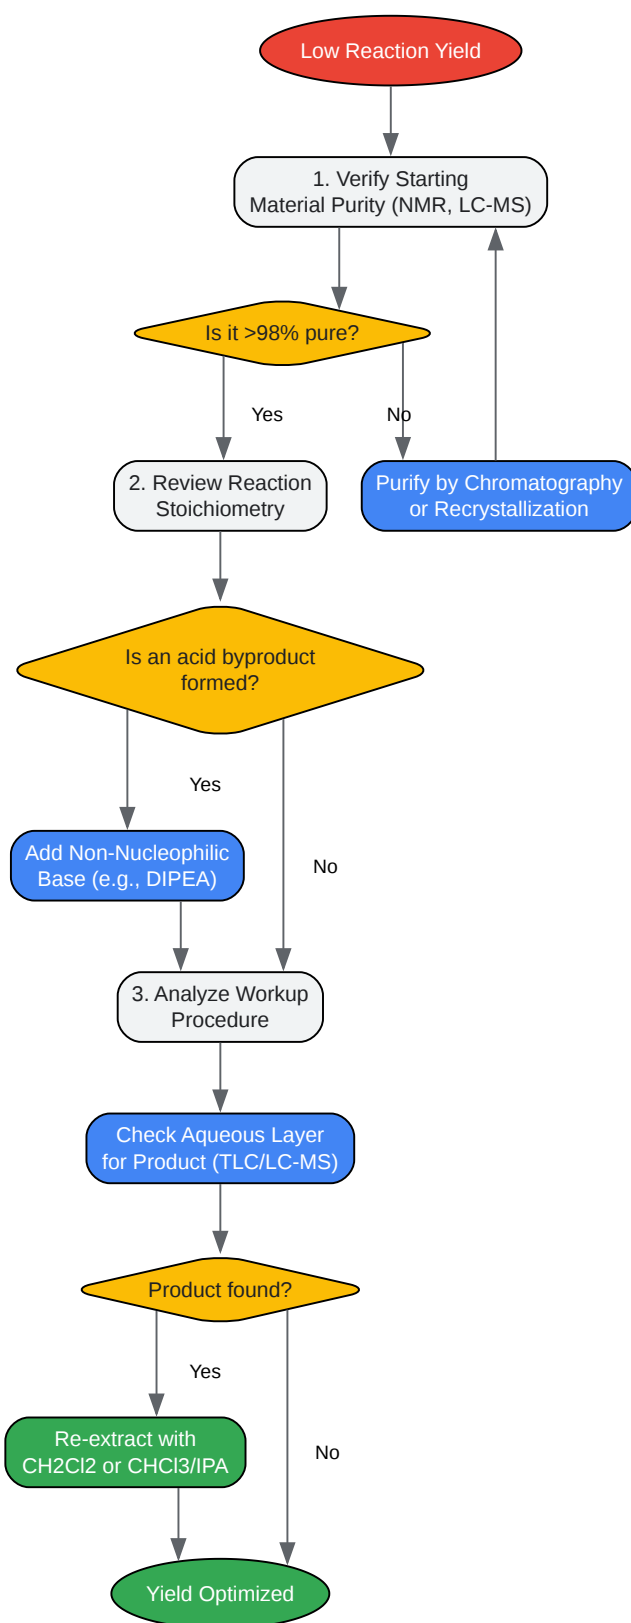 Low Reaction Yield
1. Verify Starting
Material Purity (NMR, LC-MS)
Is it >98% pure?
Yes
No
2. Review Reaction
Stoichiometry
Purify by Chromatography
or Recrystallization
Is an acid byproduct
formed?
Yes
Add Non-Nucleophilic
Base (e.g., DIPEA)
No
3. Analyze Workup
Procedure
Check Aqueous Layer
for Product (TLC/LC-MS)
Product found?
Yes
Re-extract with
CH2Cl2 or CHCl3/IPA
No
Yield Optimized